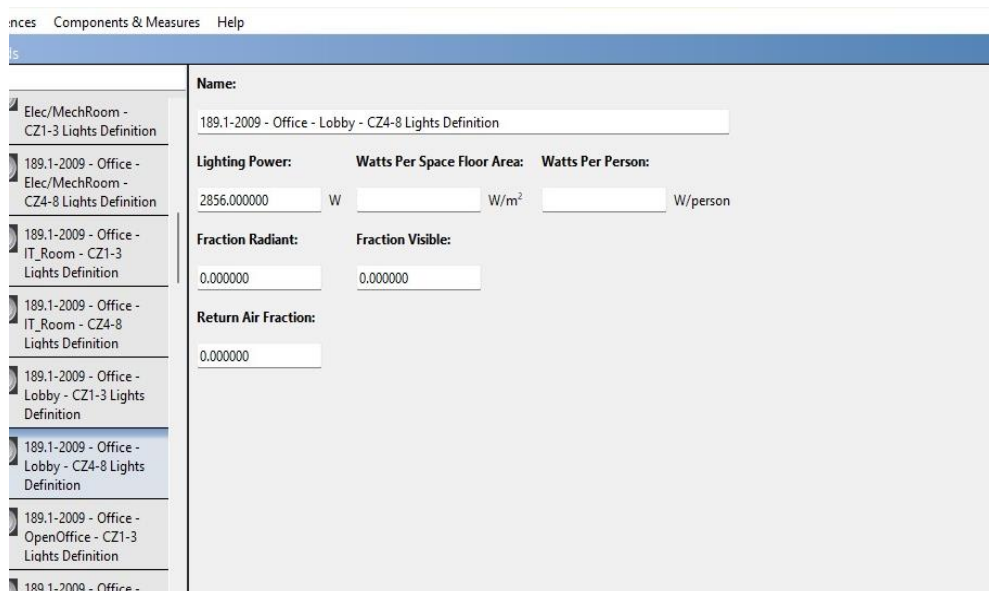 ences Components & Measures Help
ds
Elec/MechRoom -
CZ1-3 Lights Definition
189.1-2009 - Office -
Elec/MechRoom -
CZ4-8 Lights Definition
189.1-2009 - Office -
IT_Room - CZ1-3
Lights Definition
189.1-2009 - Office -
IT_Room - CZ4-8
Lights Definition
189.1-2009 - Office -
Lobby - CZ1-3 Lights
Definition
189.1-2009 - Office -
Lobby - CZ4-8 Lights
Definition
189.1-2009 - Office -
OpenOffice - CZ1-3
Lights Definition
189.1-2009 - Office -
Name:
189.1-2009 - Office - Lobby - CZ4-8 Lights Definition
Lighting Power: Watts Per Space Floor Area: Watts Per Person:
2856.000000 W W/m² W/person
Fraction Radiant: Fraction Visible:
0.000000 0.000000
Return Air Fraction:
0.000000